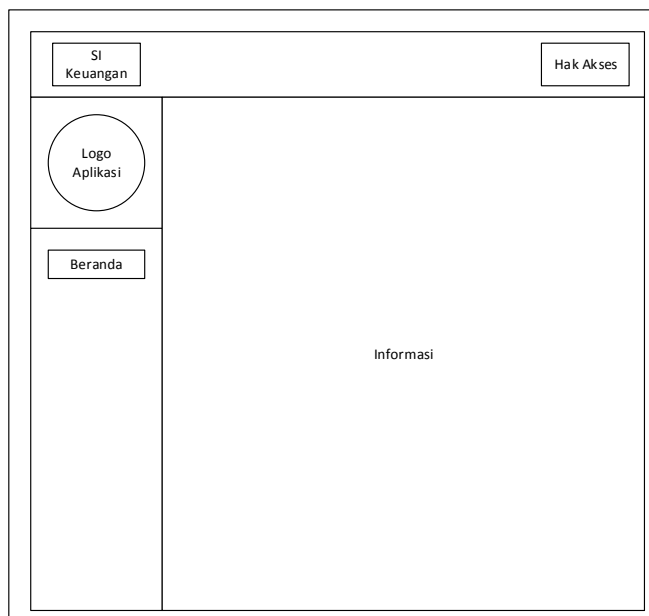 SI
Keuangan
Hak Akses
Logo
Aplikasi
Beranda
Informasi